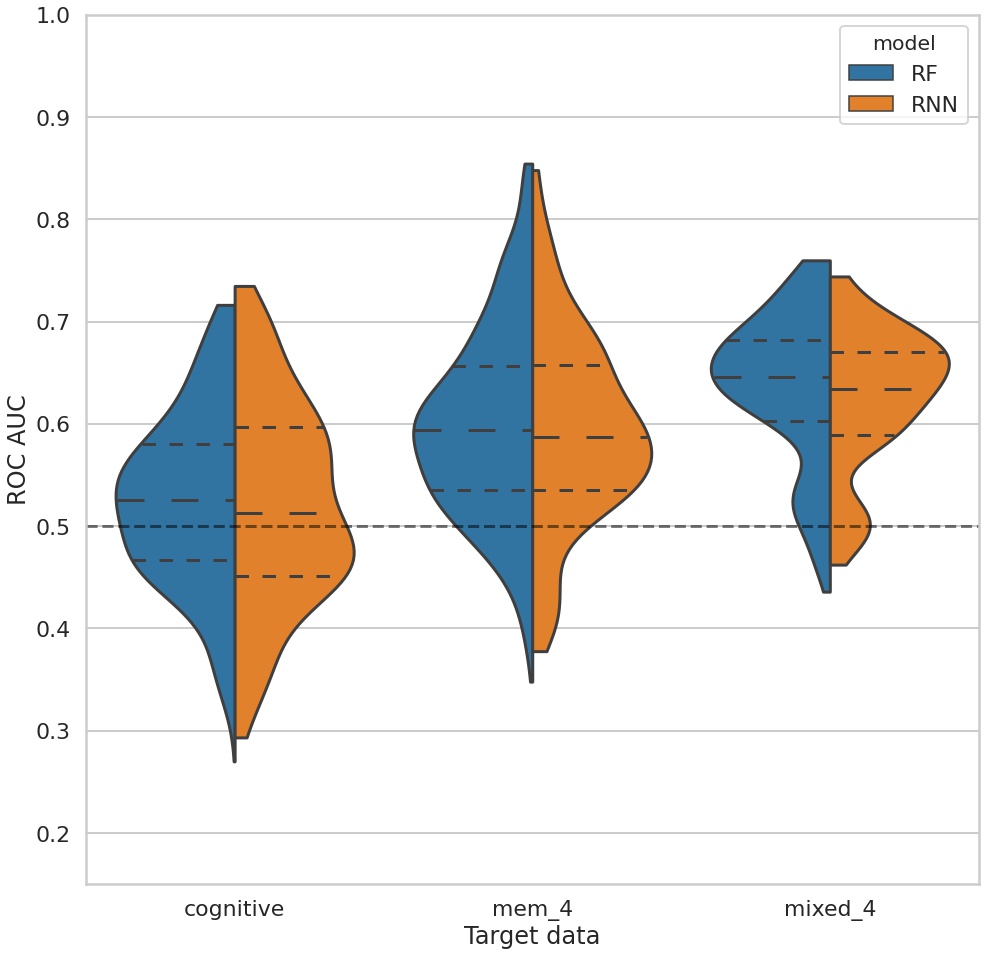 1.0
0.9
0.8
0.7
0.6
0.5
0.4
0.3
0.2
ROC AUC
model
RF
RNN
cognitive
mem_4
mixed_4
Target data